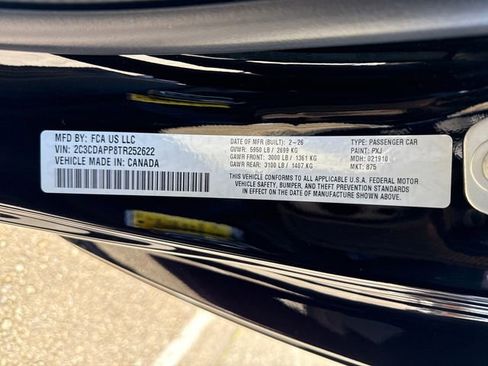 MFD BY: FCA US LLC
VIN: 2C3CDAPP8TR252622
VEHICLE MADE IN: CANADA
DATE OF MFR (BUILT) 2-26
GVWR: 5950 LB / 2699 KG
GAWR FRONT: 3000 LB / 1361 KG
GAWR REAR: 3100 LB / 1407 KG
TYPE: PASSENGER CAR
PAINT: PXJ
MDH: 021910
MKT: 875
THIS VEHICLE CONFORMS TO ALL APPLICABLE U.S.A. FEDERAL MOTOR
VEHICLE SAFETY, BUMPER, AND THEFT PREVENTION STANDARDS
IN EFFECT ON THE DATE OF MFR SHOWN ABOVE.